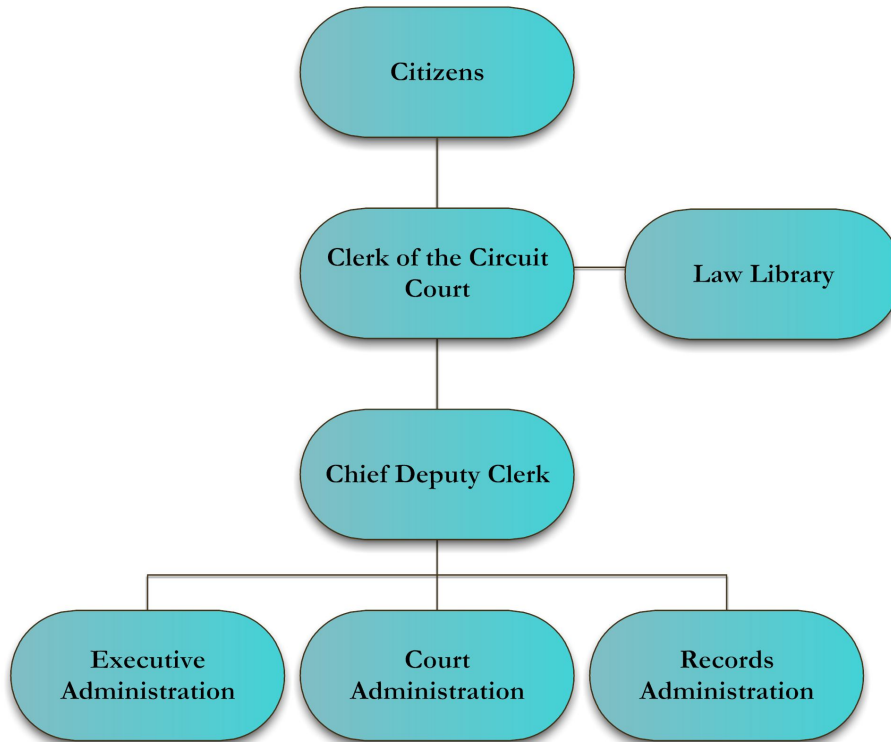 Citizens
Clerk of the Circuit
Court
Law Library
Chief Deputy Clerk
Executive
Administration
Court
Administration
Records
Administration